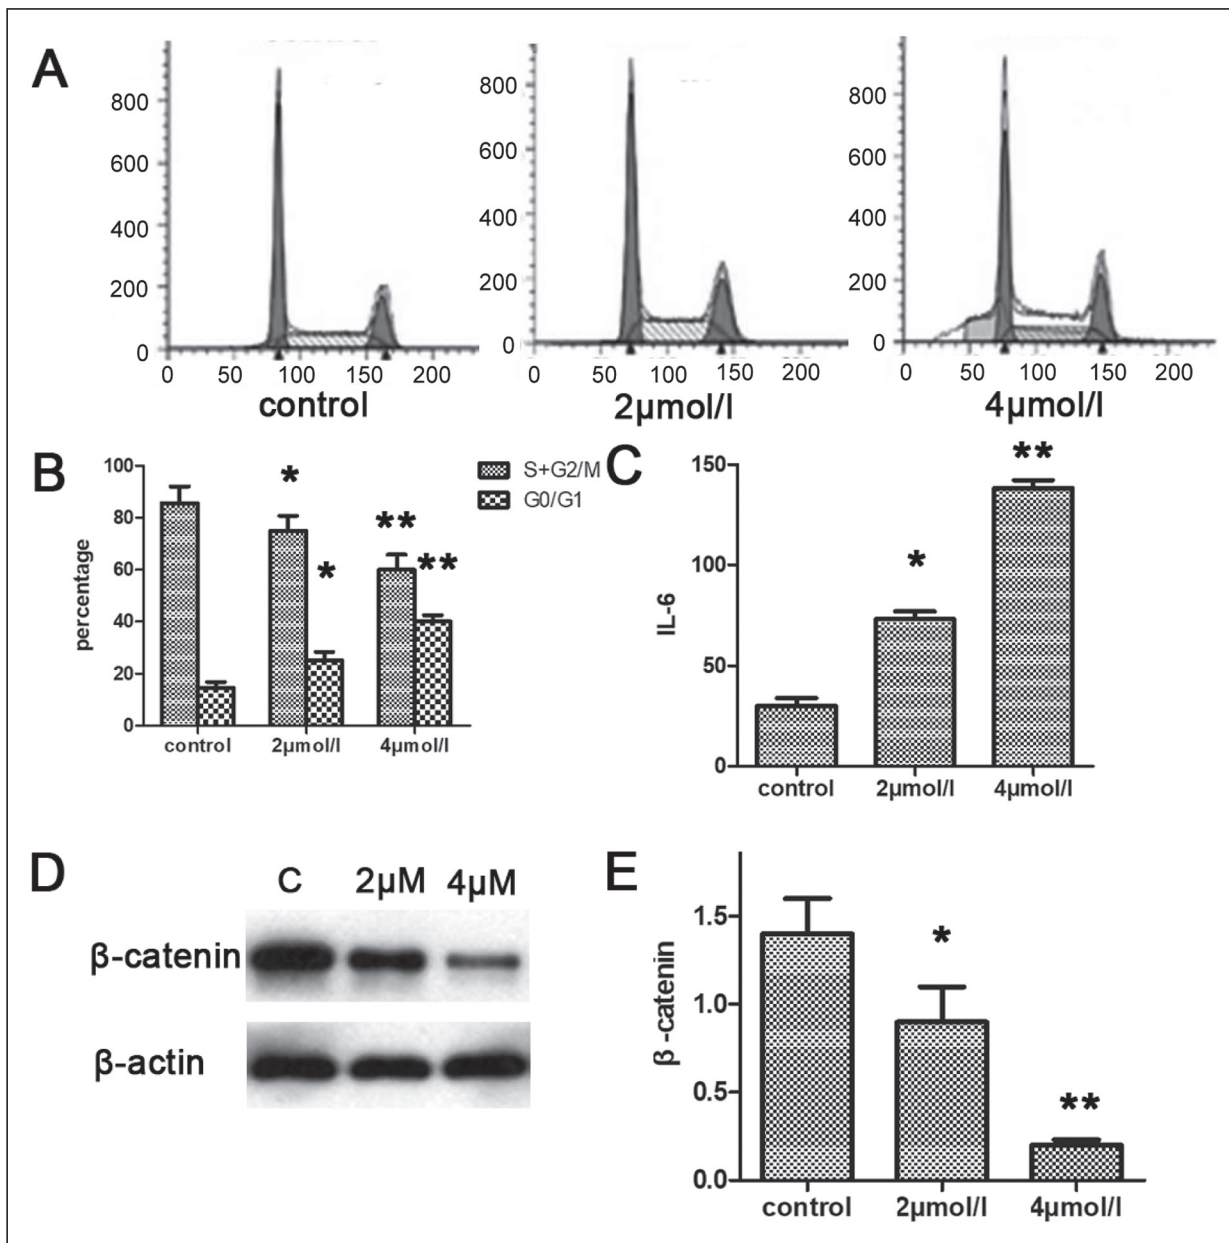 A
800
600
400
200
0
0 50 100 150 200
control
800
600
400
200
0
0 50 100 150 200
2μmol/l
800
600
400
200
0
0 50 100 150 200
4μmol/l
B
100
80
60
40
20
0
percentage
* * ** **
S+G2/M
G0/G1
control 2μmol/l 4μmol/l
C
150
100
50
0
IL-6
* **
control 2μmol/l 4μmol/l
D
C 2μM 4μM
β-catenin
β-actin
E
1.5
1.0
0.5
0.0
β -catenin
* **
control 2μmol/l 4μmol/l